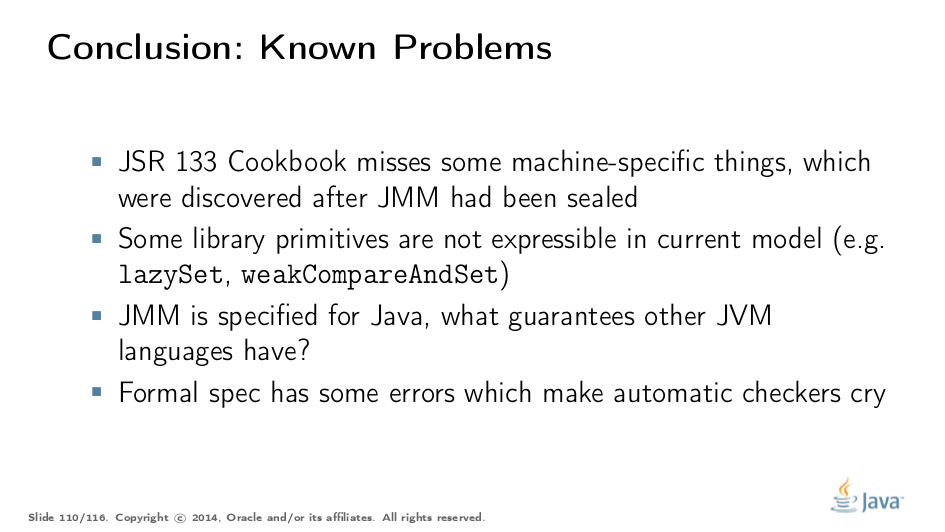 Conclusion: Known Problems
JSR 133 Cookbook misses some machine-specific things, which
were discovered after JMM had been sealed
Some library primitives are not expressible in current model (e.g.
lazySet, weakCompareAndSet)
JMM is specified for Java, what guarantees other JVM
languages have?
Formal spec has some errors which make automatic checkers cry
Java
Slide 110/116. Copyright © 2014, Oracle and/or its affiliates. All rights reserved.